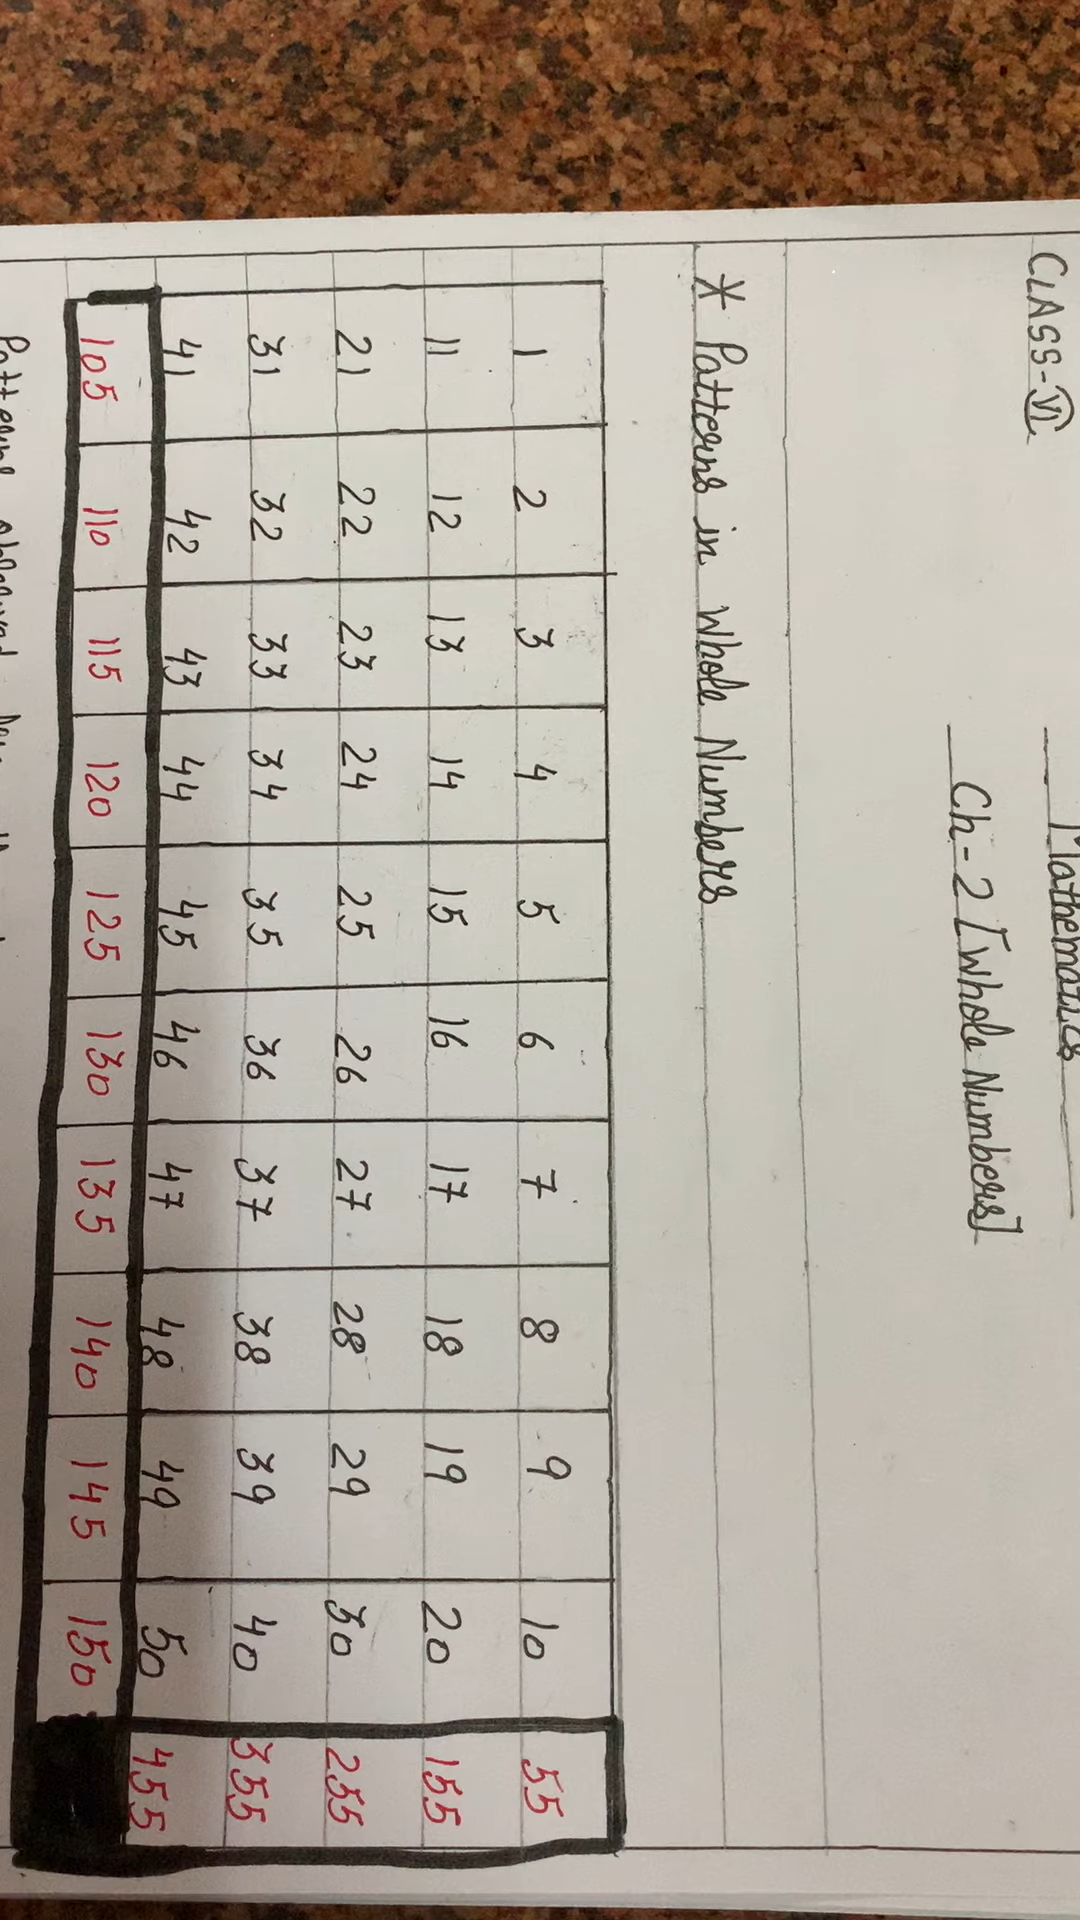 CLASS-VI
Mathematics
Ch-2 [Whole Numbers]
* Patterns in Whole Numbers
1 2 3 4 5 6 7 8 9 10 55
11 12 13 14 15 16 17 18 19 20 155
21 22 23 24 25 26 27 28 29 30 255
31 32 33 34 35 36 37 38 39 40 355
41 42 43 44 45 46 47 48 49 50 455
105 110 115 120 125 130 135 140 145 150
Patterns observed